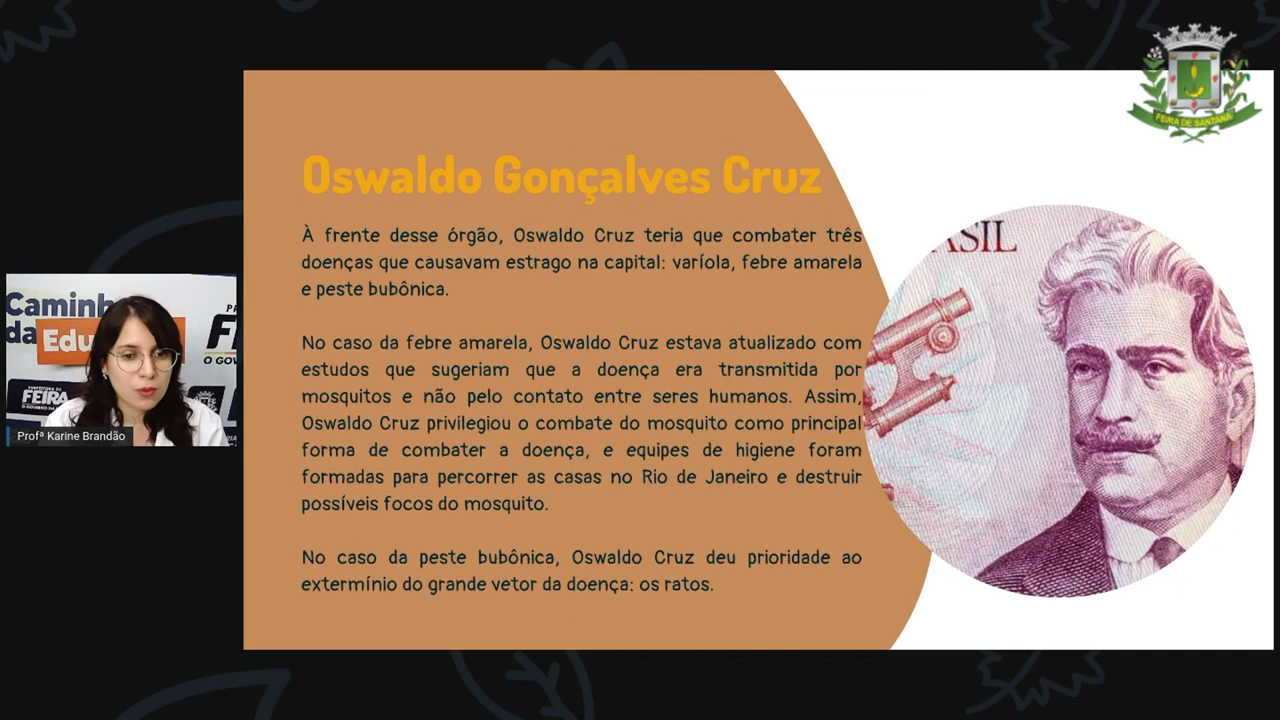 FEIRA DE SANTANA
Oswaldo Gonçalves Cruz
À frente desse órgão, Oswaldo Cruz teria que combater três
doenças que causavam estrago na capital: varíola, febre amarela
e peste bubônica.
No caso da febre amarela, Oswaldo Cruz estava atualizado com
estudos que sugeriam que a doença era transmitida por
mosquitos e não pelo contato entre seres humanos. Assim,
Oswaldo Cruz privilegiou o combate do mosquito como principal
forma de combater a doença, e equipes de higiene foram
formadas para percorrer as casas no Rio de Janeiro e destruir
possíveis focos do mosquito.
No caso da peste bubônica, Oswaldo Cruz deu prioridade ao
extermínio do grande vetor da doença: os ratos.
ASIL
Caminh
da
Edu
PR
O GOV
PREFEITURA DE
FEIRA
Profª Karine Brandão